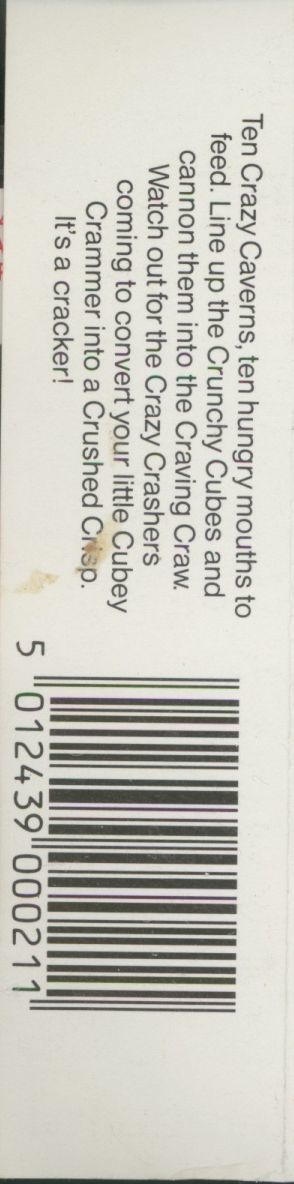 Ten Crazy Caverns, ten hungry mouths to
feed. Line up the Crunchy Cubes and
cannon them into the Craving Craw.
Watch out for the Crazy Crashers
coming to convert your little Cubey
Crammer into a Crushed Crisp.
It's a cracker!
5 012439 000211